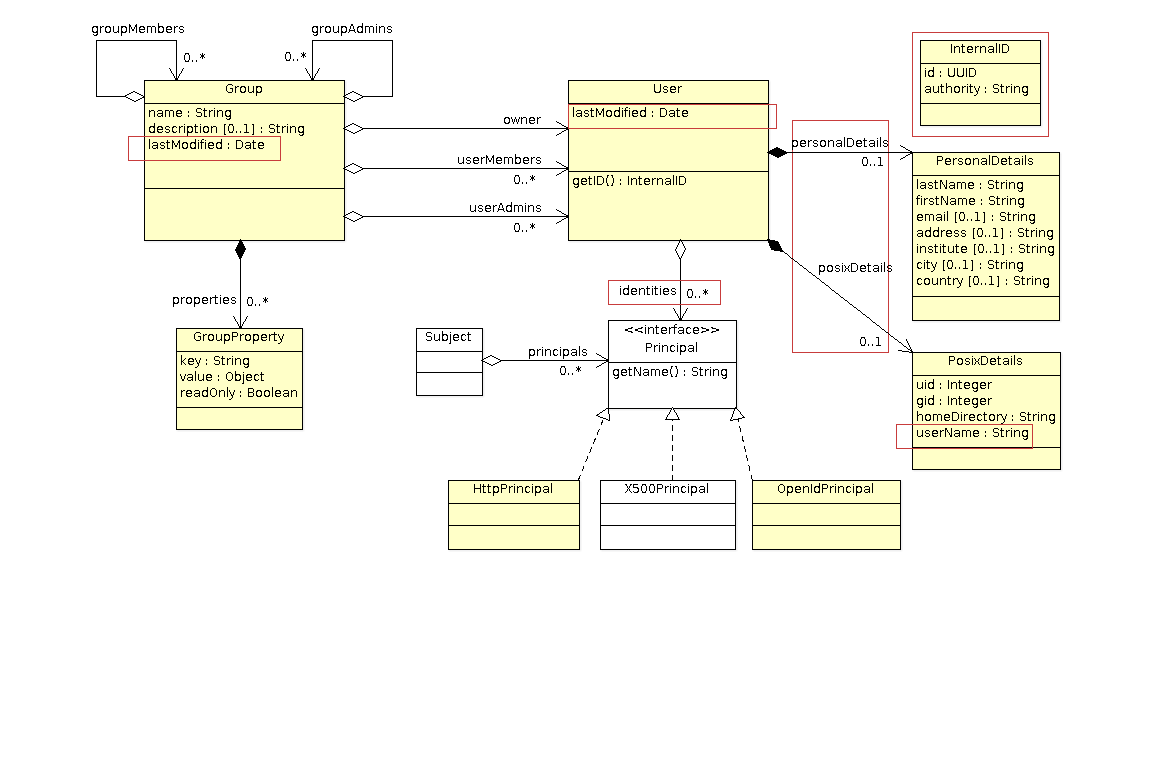 groupMembers
0..*
groupAdmins
0..*
Group
name : String
description [0..1] : String
lastModified : Date
owner
userMembers
0..*
userAdmins
0..*
User
lastModified : Date
getID() : InternalID
InternalID
id : UUID
authority : String
personalDetails
0..1
PersonalDetails
lastName : String
firstName : String
email [0..1] : String
address [0..1] : String
institute [0..1] : String
city [0..1] : String
country [0..1] : String
posixDetails
0..1
PosixDetails
uid : Integer
gid : Integer
homeDirectory : String
userName : String
properties
0..*
GroupProperty
key : String
value : Object
readOnly : Boolean
identities
0..*
Subject
principals
0..*
<<interface>>
Principal
getName() : String
HttpPrincipal
X500Principal
OpenIdPrincipal